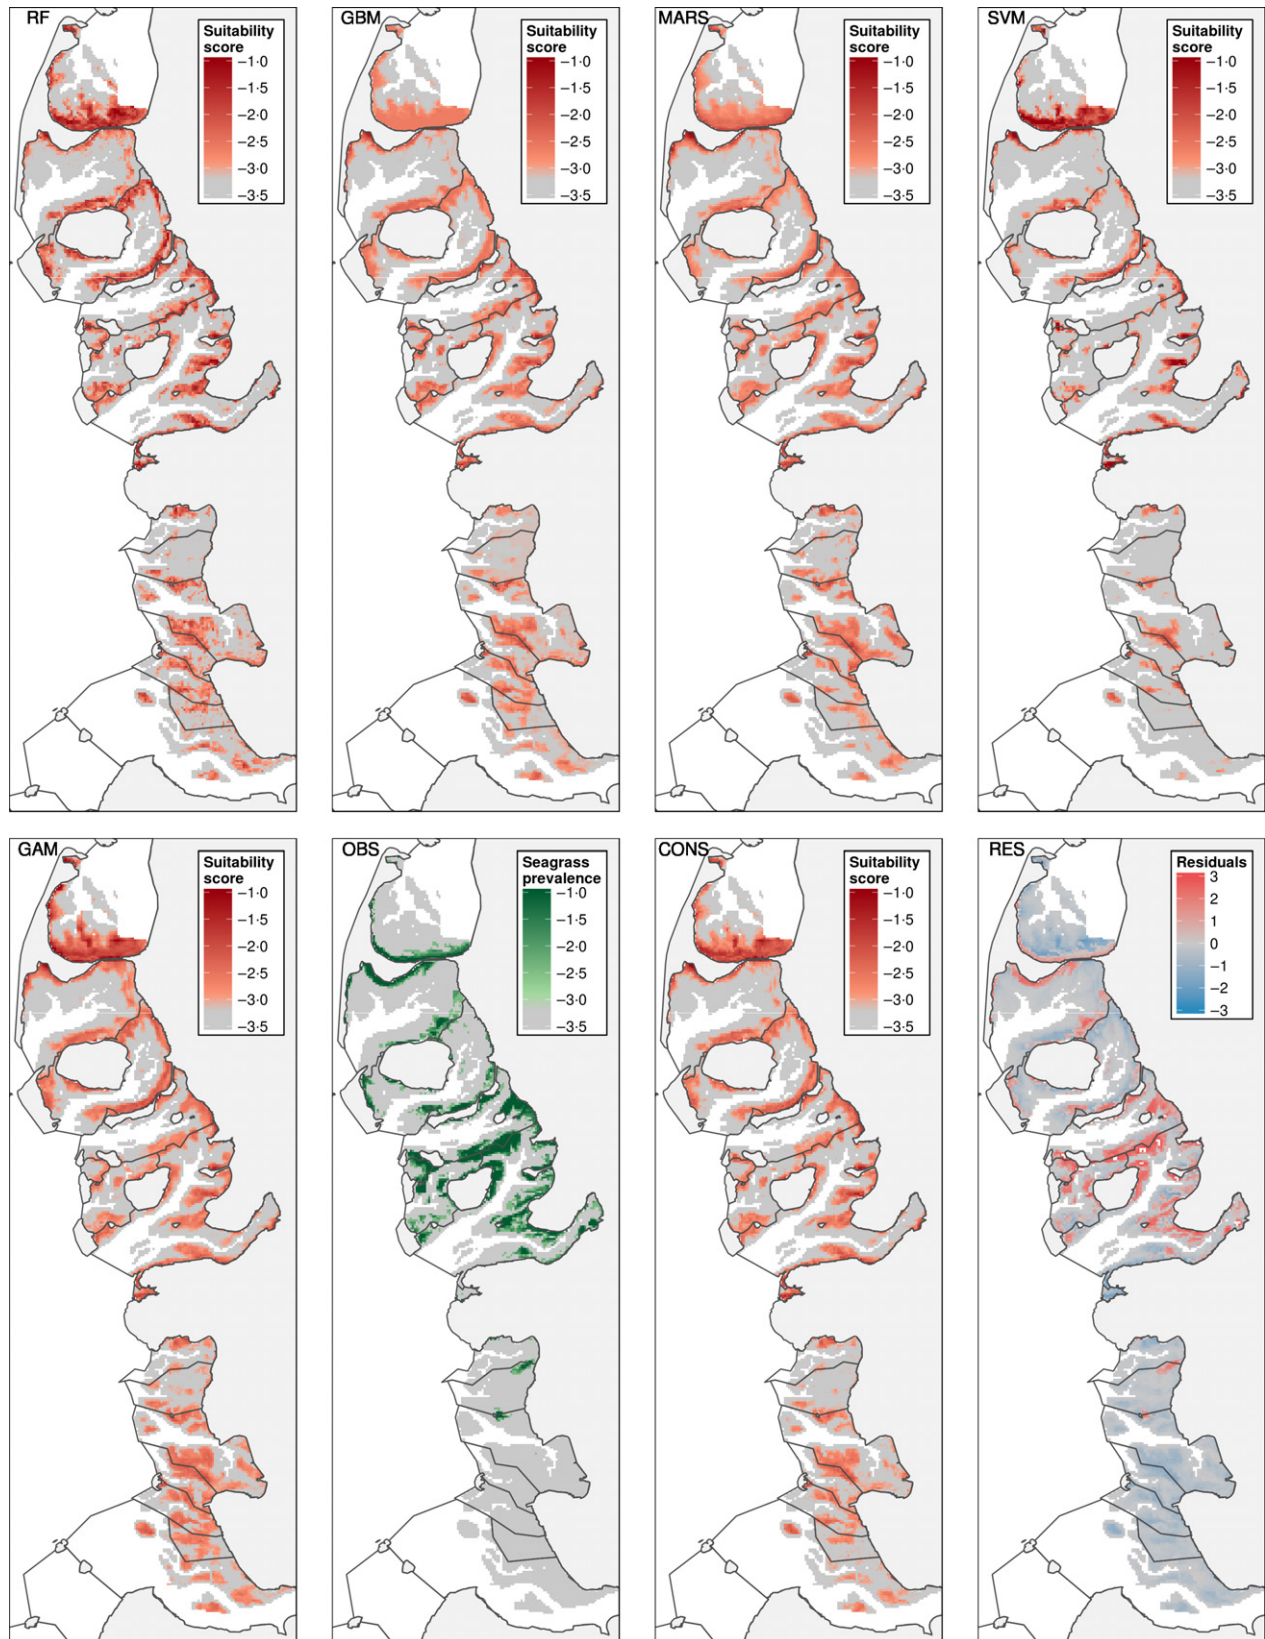 RF
Suitability
score
−1·0
−1·5
−2·0
−2·5
−3·0
−3·5
GBM
Suitability
score
−1·0
−1·5
−2·0
−2·5
−3·0
−3·5
MARS
Suitability
score
−1·0
−1·5
−2·0
−2·5
−3·0
−3·5
SVM
Suitability
score
−1·0
−1·5
−2·0
−2·5
−3·0
−3·5
GAM
Suitability
score
−1·0
−1·5
−2·0
−2·5
−3·0
−3·5
OBS
Seagrass
prevalence
−1·0
−1·5
−2·0
−2·5
−3·0
−3·5
CONS
Suitability
score
−1·0
−1·5
−2·0
−2·5
−3·0
−3·5
RES
Residuals
3
2
1
0
−1
−2
−3